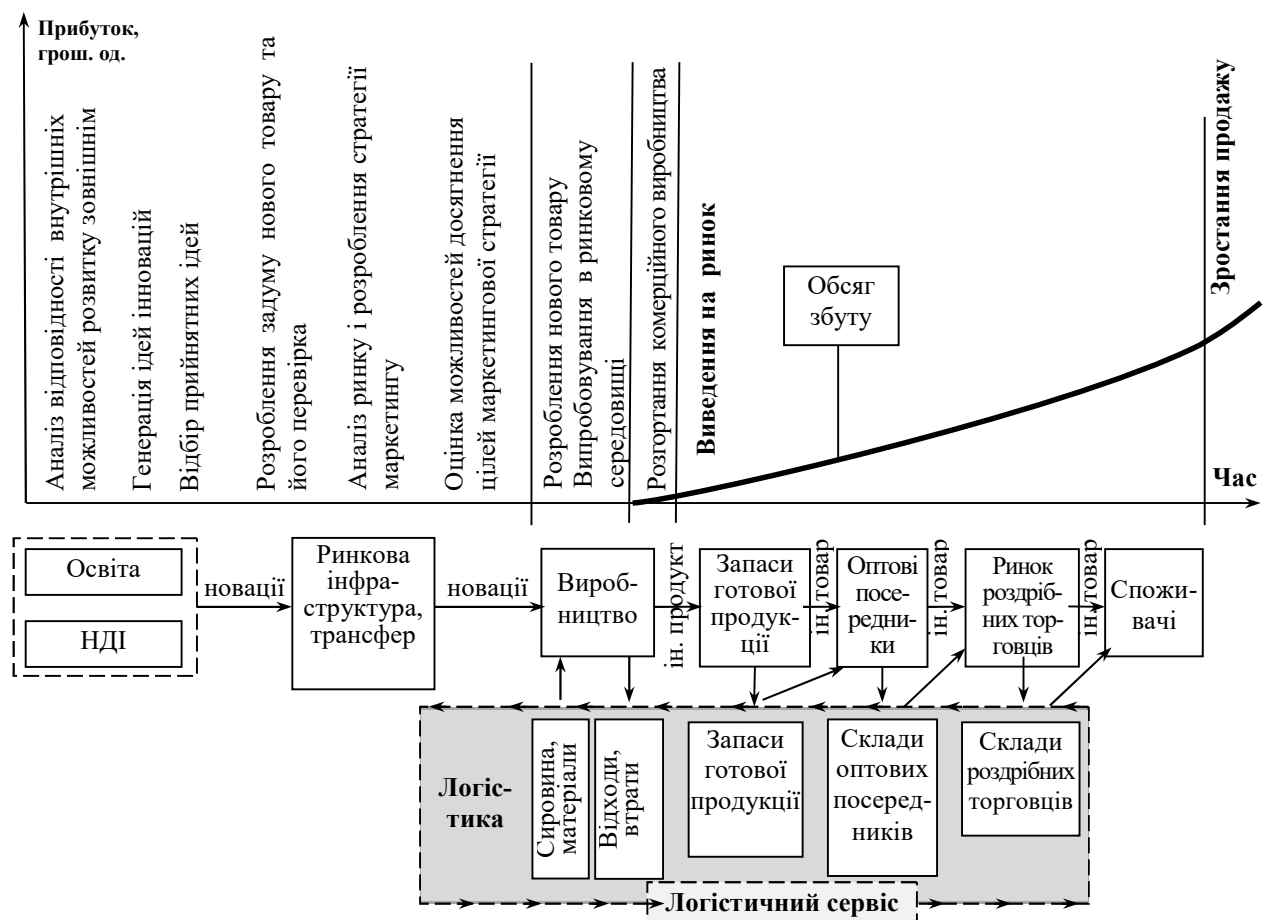 Прибуток,
грош. од.
Аналіз відповідності внутрішніх
можливостей розвитку зовнішнім
Генерація ідей інновацій
Відбір прийнятних ідей
Розроблення задуму нового товару та
його перевірка
Аналіз ринку і розроблення стратегії
маркетингу
Оцінка можливостей досягнення
цілей маркетингової стратегії
Розроблення нового товару
Випробовування в ринковому
середовищі
Розгортання комерційного виробництва
Виведення на ринок
Обсяг
збуту
Зростання продажу
Час
Освіта
НДІ
новації
Ринкова
інфра-
структура,
трансфер
новації
Вироб-
ництво
ін. продукт
Запаси
готової
продук-
ції
ін. товар
Оптові
посе-
редни-
ки
ін. товар
Ринок
роздріб-
них тор-
говців
ін. товар
Спожи-
вачі
Логіс-
тика
Сировина,
матеріали
Відходи,
втрати
Запаси
готової
продукції
Склади
оптових
посеред-
ників
Склади
роздрібних
торговців
Логістичний сервіс